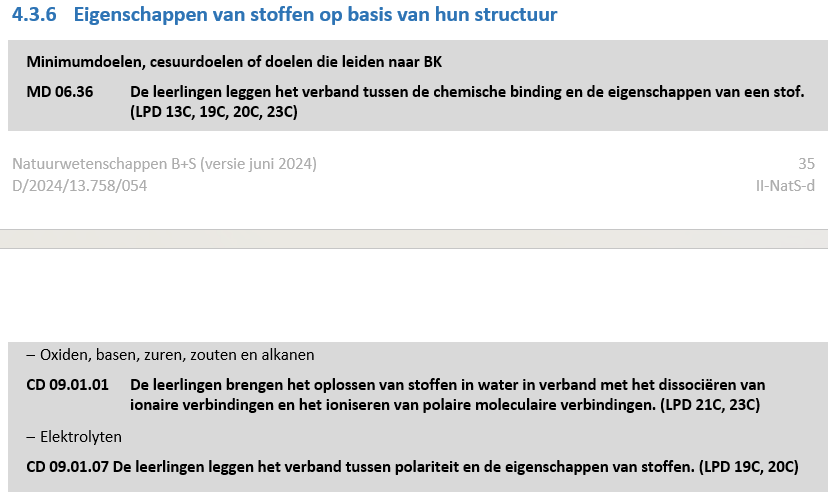 4.3.6 Eigenschappen van stoffen op basis van hun structuur
Minimumdoelen, cesuurdoelen of doelen die leiden naar BK
MD 06.36 De leerlingen leggen het verband tussen de chemische binding en de eigenschappen van een stof.
(LPD 13C, 19C, 20C, 23C)
Natuurwetenschappen B+S (versie juni 2024) 35
D/2024/13.758/054 II-NatS-d
– Oxiden, basen, zuren, zouten en alkanen
CD 09.01.01 De leerlingen brengen het oplossen van stoffen in water in verband met het dissociëren van
ionaire verbindingen en het ioniseren van polaire moleculaire verbindingen. (LPD 21C, 23C)
– Elektrolyten
CD 09.01.07 De leerlingen leggen het verband tussen polariteit en de eigenschappen van stoffen. (LPD 19C, 20C)